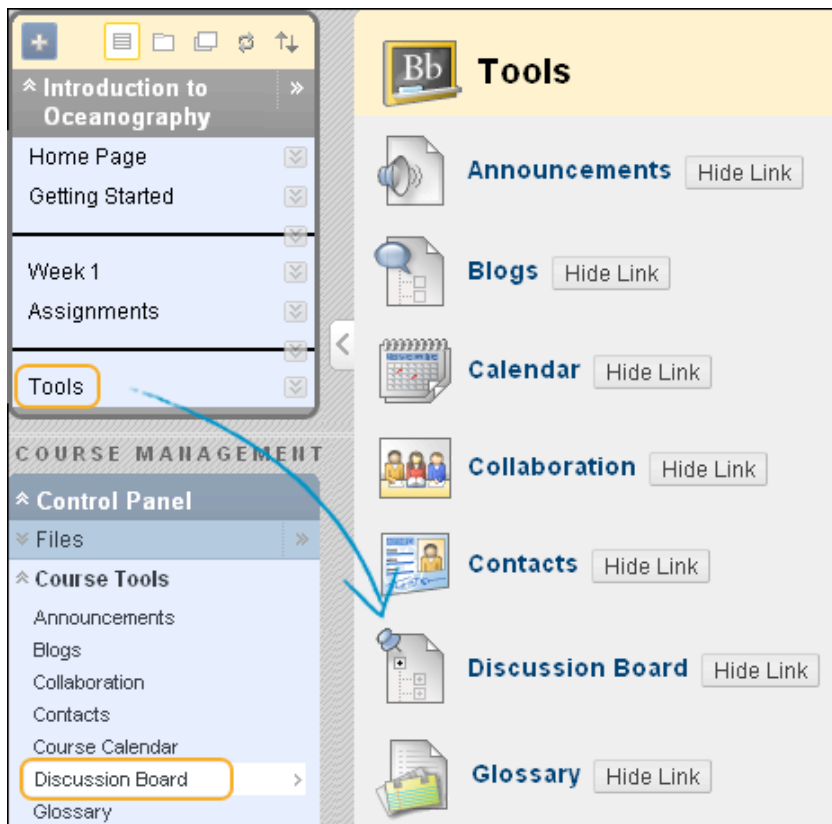 Introduction to
Oceanography
Home Page
Getting Started
Week 1
Assignments
Tools
COURSE MANAGEMENT
Control Panel
Files
Course Tools
Announcements
Blogs
Collaboration
Contacts
Course Calendar
Discussion Board
Glossary
Bb Tools
Announcements Hide Link
Blogs Hide Link
Calendar Hide Link
Collaboration Hide Link
Contacts Hide Link
Discussion Board Hide Link
Glossary Hide Link